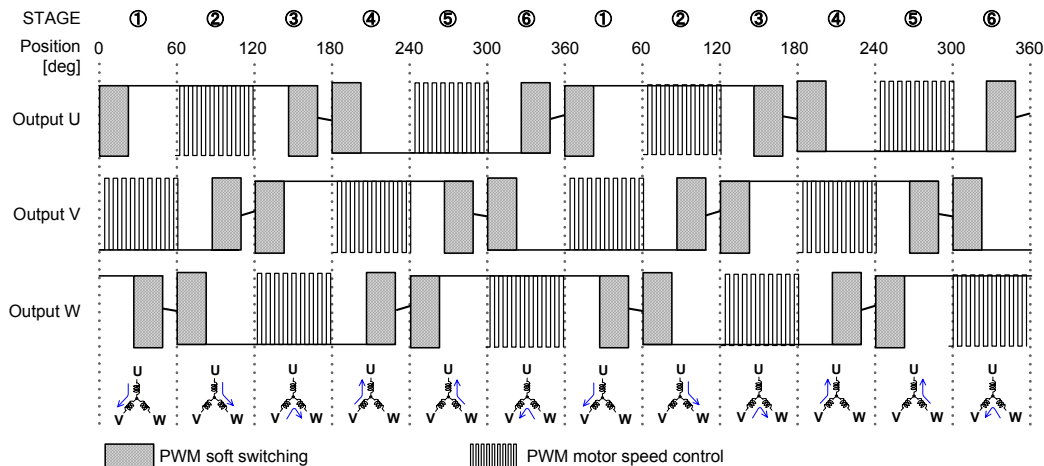 STAGE ① ② ③ ④ ⑤ ⑥ ① ② ③ ④ ⑤ ⑥
Position 0 60 120 180 240 300 360 60 120 180 240 300 360
[deg]
Output U
Output V
Output W
U U U U U U U U U U U U
V W V W V W V W V W V W V W V W V W V W V W V W
PWM soft switching PWM motor speed control